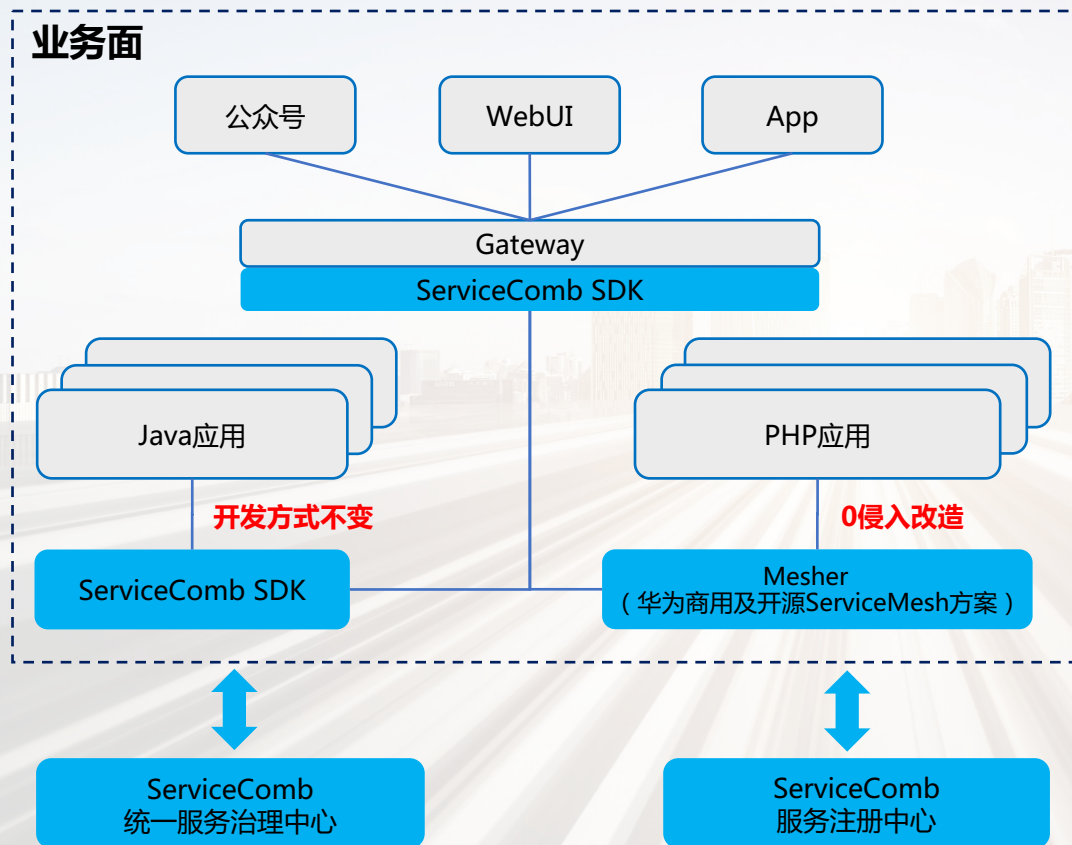 业务面
公众号
WebUI
App
Gateway
ServiceComb SDK
Java应用
PHP应用
开发方式不变
0侵入改造
ServiceComb SDK
Mesher
（华为商用及开源ServiceMesh方案）
ServiceComb
统一服务治理中心
ServiceComb
服务注册中心